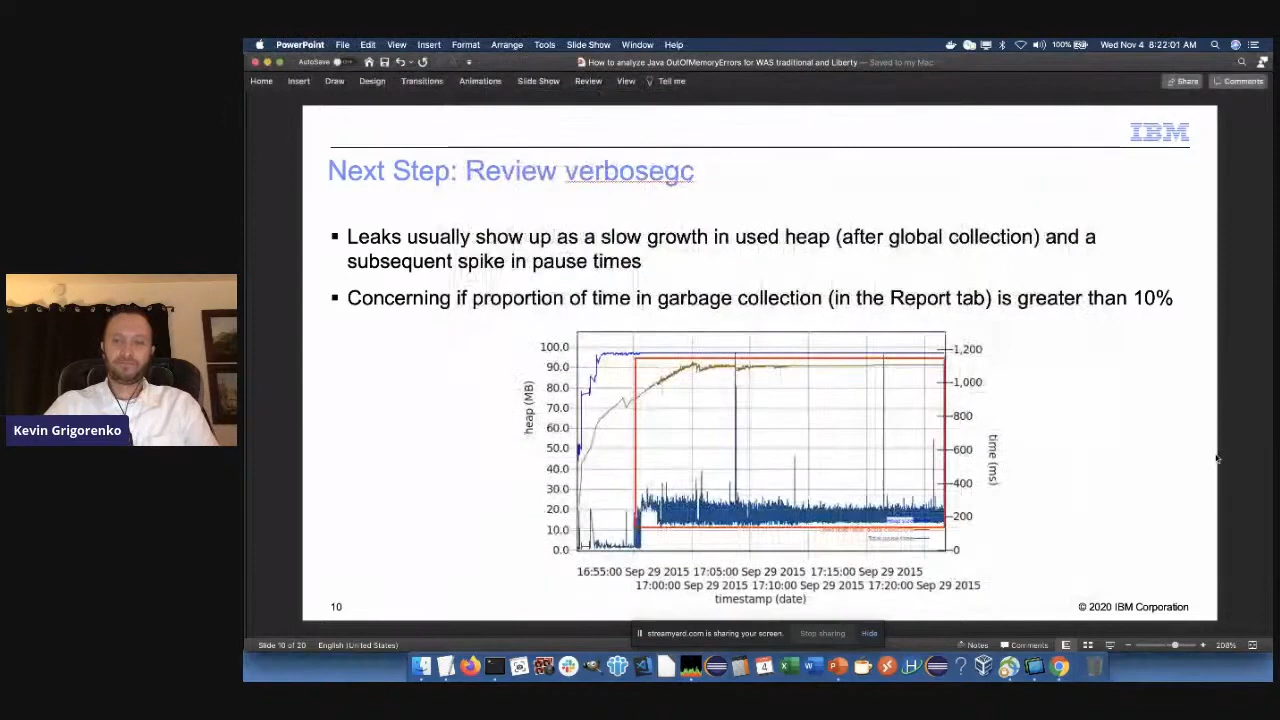 PowerPoint File Edit View Insert Format Arrange Tools Slide Show Window Help 100% Wed Nov 4 8:22:01 AM
AutoSave How to analyze Java OutOfMemoryErrors for WAS traditional and Liberty — Saved to my Mac
Home Insert Draw Design Transitions Animations Slide Show Review View Tell me Share Comments
IBM
Next Step: Review verbosegc
▪ Leaks usually show up as a slow growth in used heap (after global collection) and a
subsequent spike in pause times
▪ Concerning if proportion of time in garbage collection (in the Report tab) is greater than 10%
100.0
90.0
80.0
70.0
60.0
50.0
40.0
30.0
20.0
10.0
0.0
heap (MB)
1,200
1,000
800
600
400
200
0
time (ms)
16:55:00 Sep 29 2015 17:05:00 Sep 29 2015 17:15:00 Sep 29 2015
17:00:00 Sep 29 2015 17:10:00 Sep 29 2015 17:20:00 Sep 29 2015
timestamp (date)
10
© 2020 IBM Corporation
Kevin Grigorenko
streamyard.com is sharing your screen. Stop sharing Hide
Slide 10 of 20 English (United States) Notes Comments 208%